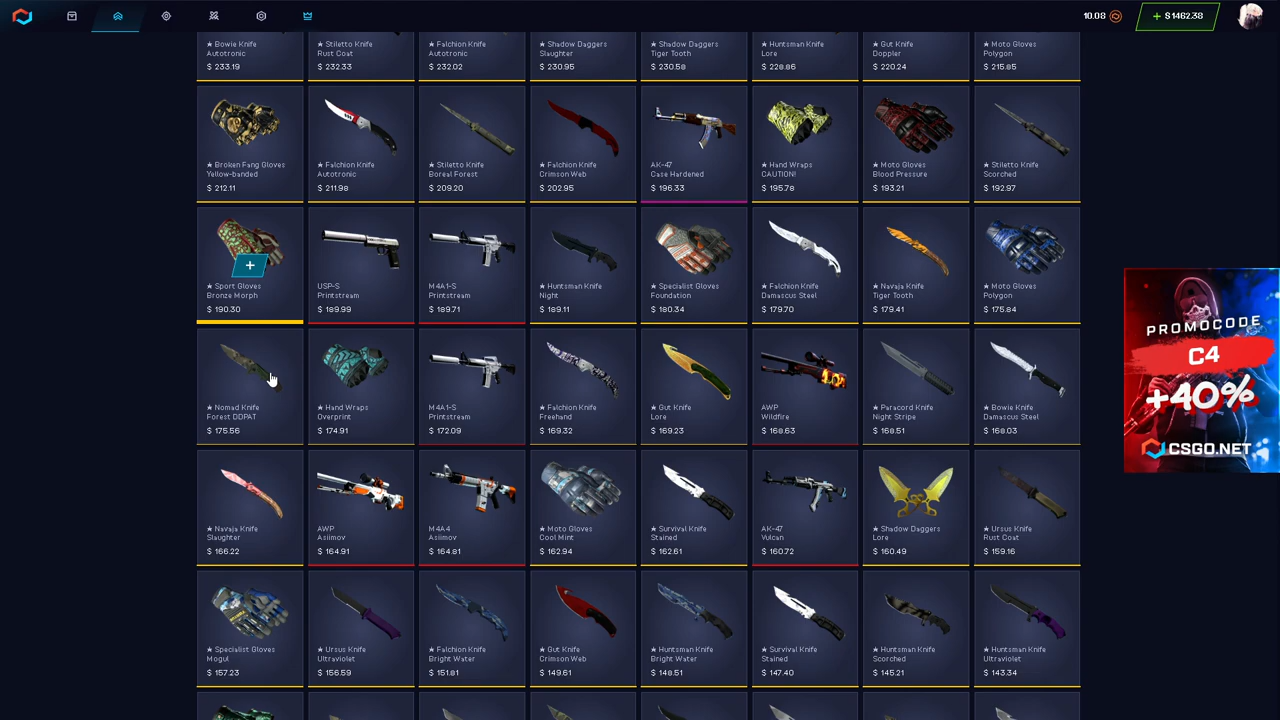 10.08
+ $1462.38
★ Bowie Knife
Autotronic
$ 233.19
★ Stiletto Knife
Rust Coat
$ 232.33
★ Falchion Knife
Autotronic
$ 232.02
★ Shadow Daggers
Slaughter
$ 230.95
★ Shadow Daggers
Tiger Tooth
$ 230.58
★ Huntsman Knife
Lore
$ 228.86
★ Gut Knife
Doppler
$ 220.24
★ Moto Gloves
Polygon
$ 215.85
★ Broken Fang Gloves
Yellow-banded
$ 212.11
★ Falchion Knife
Autotronic
$ 211.98
★ Stiletto Knife
Boreal Forest
$ 209.20
★ Falchion Knife
Crimson Web
$ 202.95
AK-47
Case Hardened
$ 196.33
★ Hand Wraps
CAUTION!
$ 195.78
★ Moto Gloves
Blood Pressure
$ 193.21
★ Stiletto Knife
Scorched
$ 192.97
+
★ Sport Gloves
Bronze Morph
$ 190.30
USP-S
Printstream
$ 189.99
M4A1-S
Printstream
$ 189.71
★ Huntsman Knife
Night
$ 189.11
★ Specialist Gloves
Foundation
$ 180.34
★ Falchion Knife
Damascus Steel
$ 179.70
★ Navaja Knife
Tiger Tooth
$ 179.41
★ Moto Gloves
Polygon
$ 175.84
★ Nomad Knife
Forest DDPAT
$ 175.56
★ Hand Wraps
Overprint
$ 174.91
M4A1-S
Printstream
$ 172.09
★ Falchion Knife
Freehand
$ 169.32
★ Gut Knife
Lore
$ 169.23
AWP
Wildfire
$ 168.63
★ Paracord Knife
Night Stripe
$ 168.51
★ Bowie Knife
Damascus Steel
$ 168.03
★ Navaja Knife
Slaughter
$ 166.22
AWP
Asiimov
$ 164.91
M4A4
Asiimov
$ 164.81
★ Moto Gloves
Cool Mint
$ 162.94
★ Survival Knife
Stained
$ 162.61
AK-47
Vulcan
$ 160.72
★ Shadow Daggers
Lore
$ 160.49
★ Ursus Knife
Rust Coat
$ 159.16
★ Specialist Gloves
Mogul
$ 157.23
★ Ursus Knife
Ultraviolet
$ 156.59
★ Falchion Knife
Bright Water
$ 151.81
★ Gut Knife
Crimson Web
$ 149.61
★ Huntsman Knife
Bright Water
$ 148.51
★ Survival Knife
Stained
$ 147.40
★ Huntsman Knife
Scorched
$ 145.21
★ Huntsman Knife
Ultraviolet
$ 143.34
PROMOCODE
C4
+40%
CSGO.NET